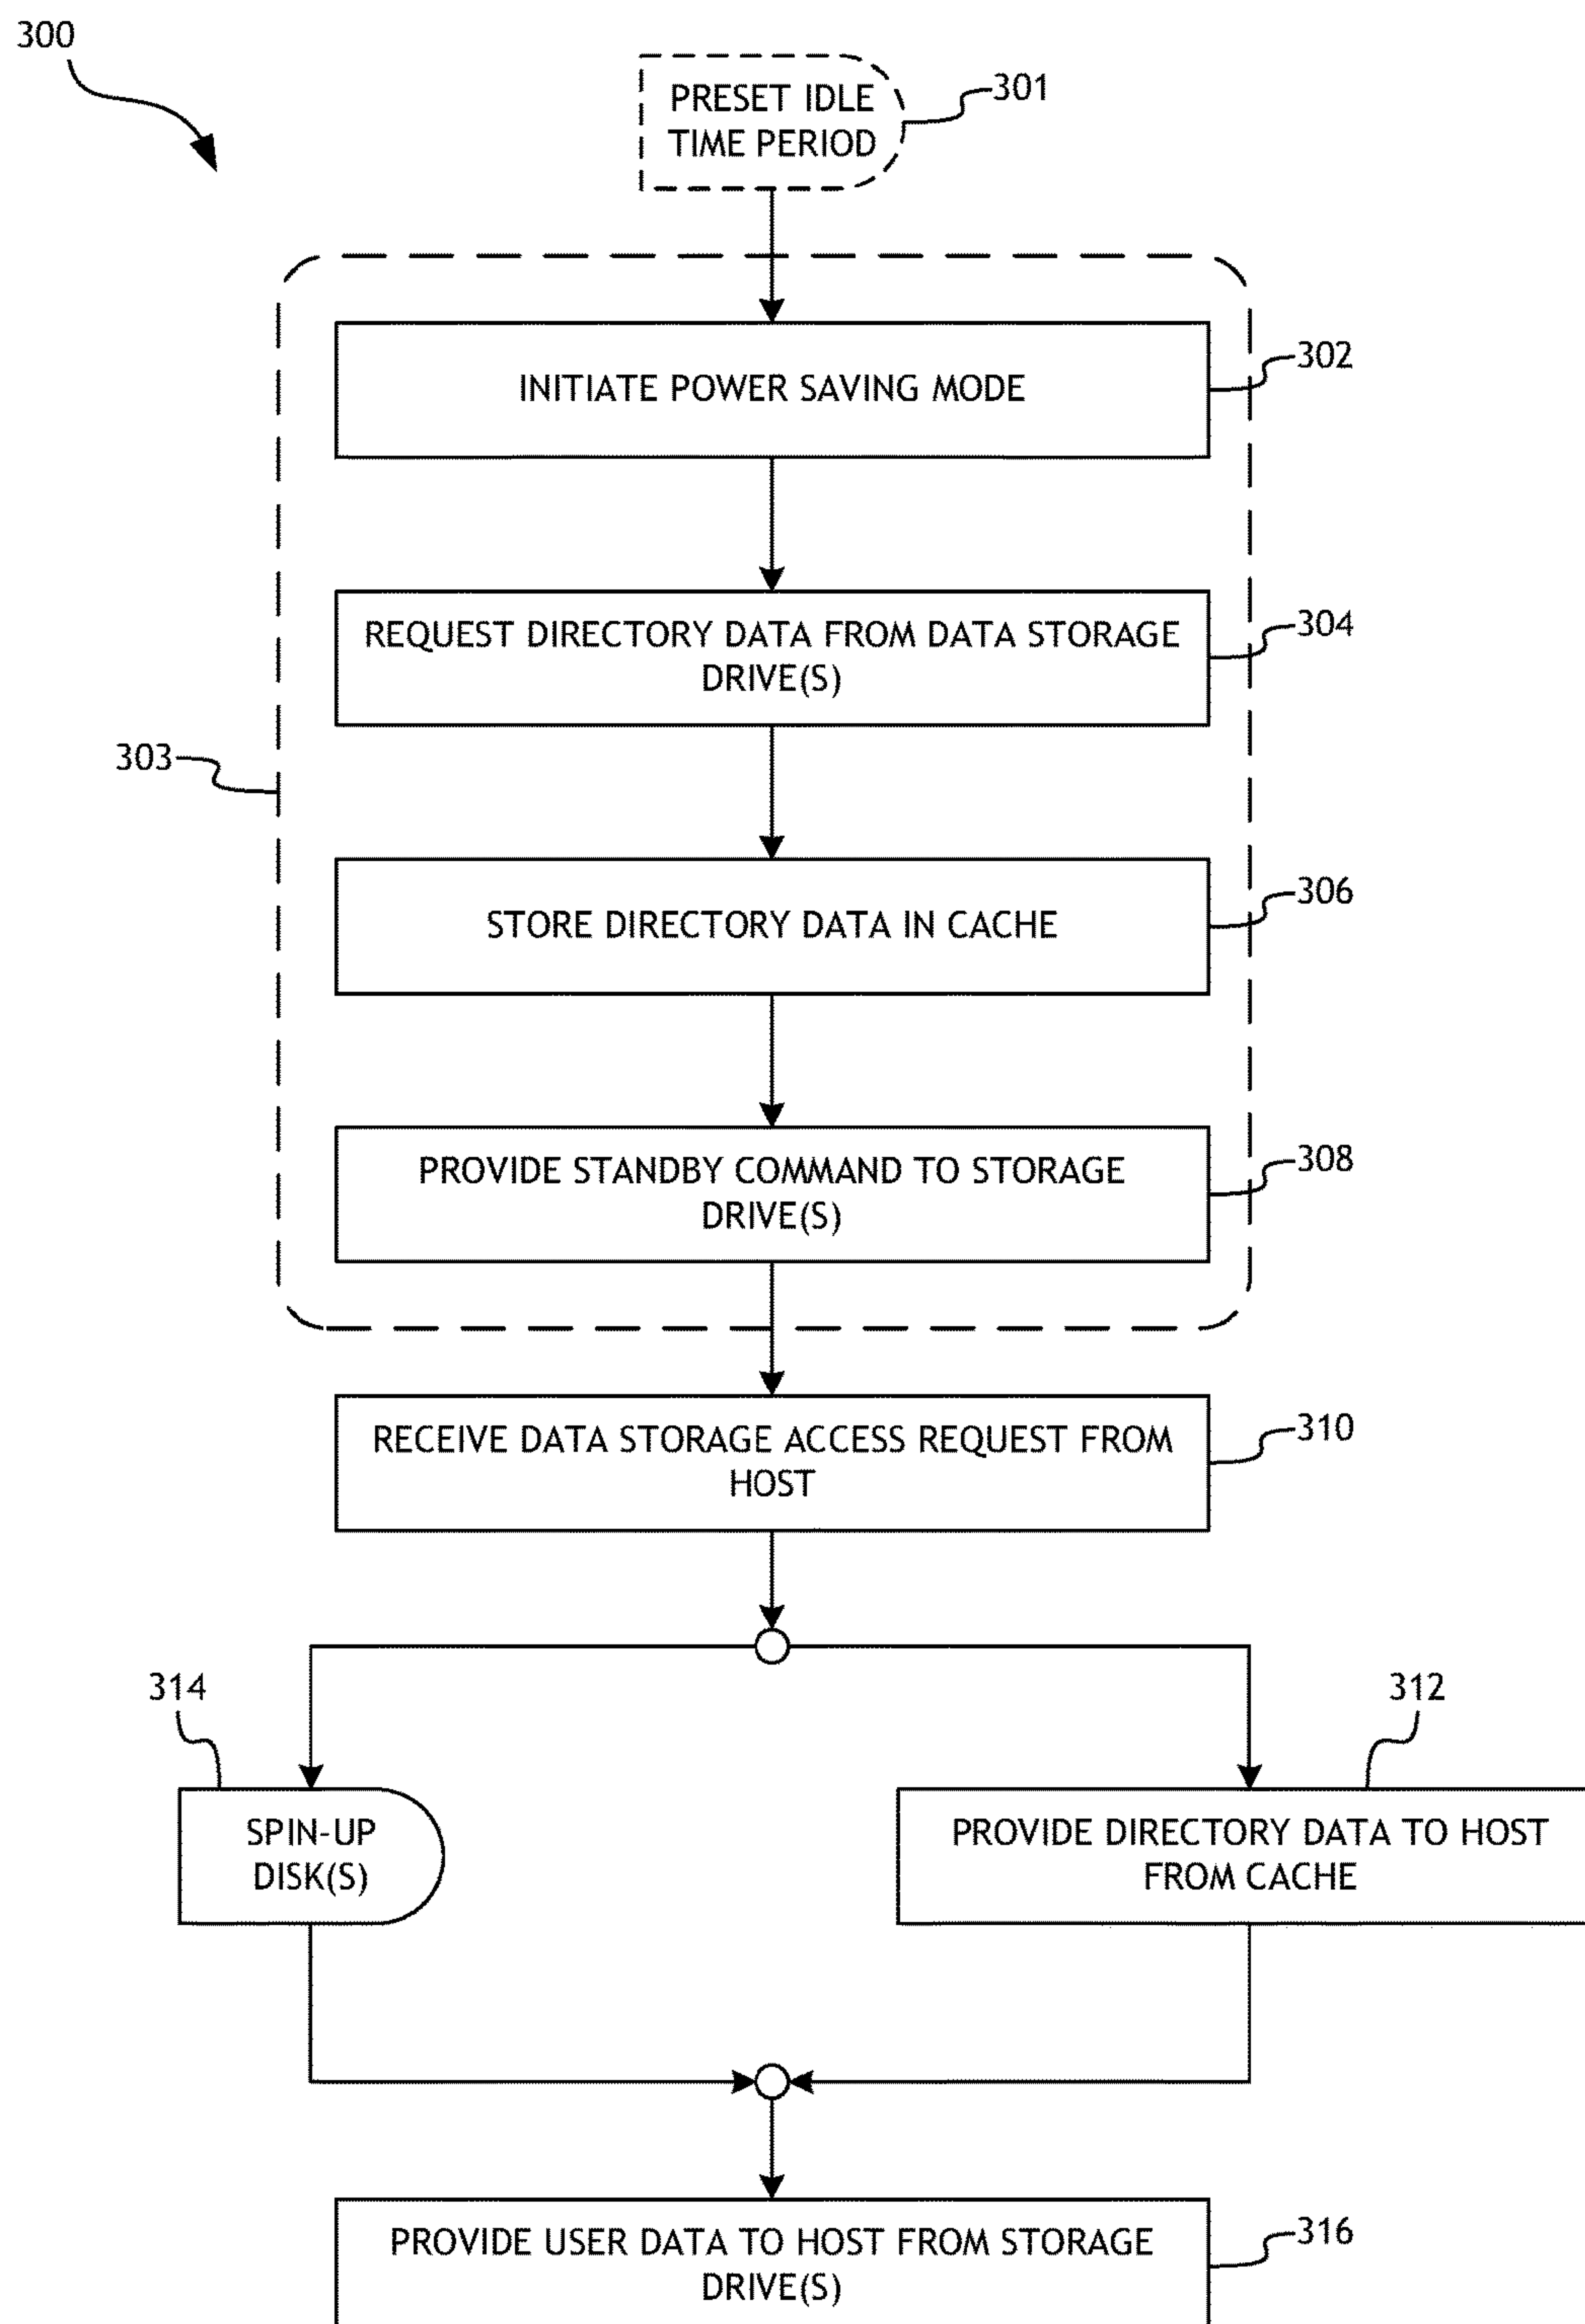 300
PRESET IDLE
TIME PERIOD
301
INITIATE POWER SAVING MODE
302
REQUEST DIRECTORY DATA FROM DATA STORAGE
DRIVE(S)
304
303
STORE DIRECTORY DATA IN CACHE
306
PROVIDE STANDBY COMMAND TO STORAGE
DRIVE(S)
308
RECEIVE DATA STORAGE ACCESS REQUEST FROM
HOST
310
314
312
SPIN-UP
DISK(S)
PROVIDE DIRECTORY DATA TO HOST
FROM CACHE
PROVIDE USER DATA TO HOST FROM STORAGE
DRIVE(S)
316